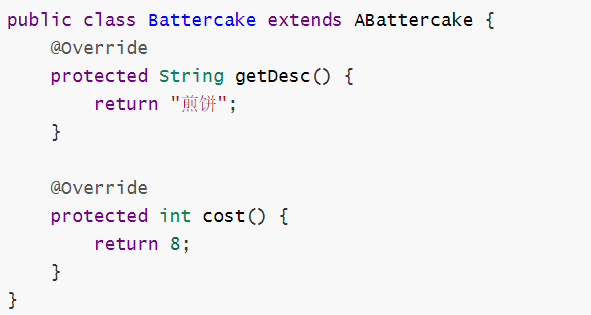 public class Battercake extends ABattercake {
    @Override
    protected String getDesc() {
        return "煎饼";
    }

    @Override
    protected int cost() {
        return 8;
    }
}